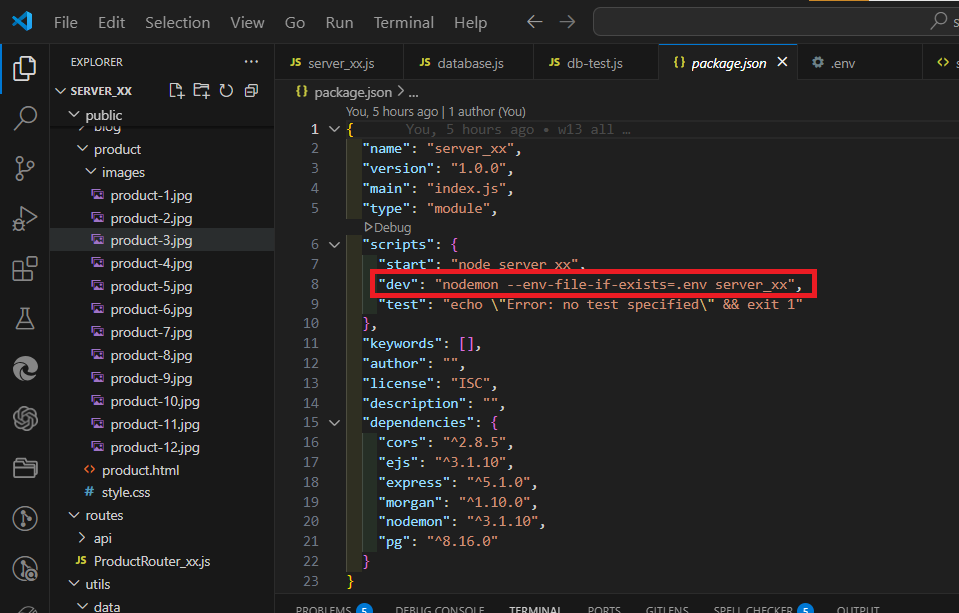 File Edit Selection View Go Run Terminal Help
EXPLORER
SERVER_XX
public
blog
product
images
product-1.jpg
product-2.jpg
product-3.jpg
product-4.jpg
product-5.jpg
product-6.jpg
product-7.jpg
product-8.jpg
product-9.jpg
product-10.jpg
product-11.jpg
product-12.jpg
<> product.html
# style.css
routes
api
JS ProductRouter_xx.js
utils
data
JS server_xx.js JS database.js JS db-test.js {} package.json .env <> s
{} package.json > ...
You, 5 hours ago | 1 author (You)
1 { You, 5 hours ago • w13 all …
2 "name": "server_xx",
3 "version": "1.0.0",
4 "main": "index.js",
5 "type": "module",
Debug
6 "scripts": {
7 "start": "node server_xx",
8 "dev": "nodemon --env-file-if-exists=.env server_xx",
9 "test": "echo \"Error: no test specified\" && exit 1"
10 },
11 "keywords": [],
12 "author": "",
13 "license": "ISC",
14 "description": "",
15 "dependencies": {
16 "cors": "^2.8.5",
17 "ejs": "^3.1.10",
18 "express": "^5.1.0",
19 "morgan": "^1.10.0",
20 "nodemon": "^3.1.10",
21 "pg": "^8.16.0"
22 }
23 }
PROBLEMS 5 DEBUG CONSOLE TERMINAL PORTS GITLENS SPELL CHECKER 5 OUTPUT